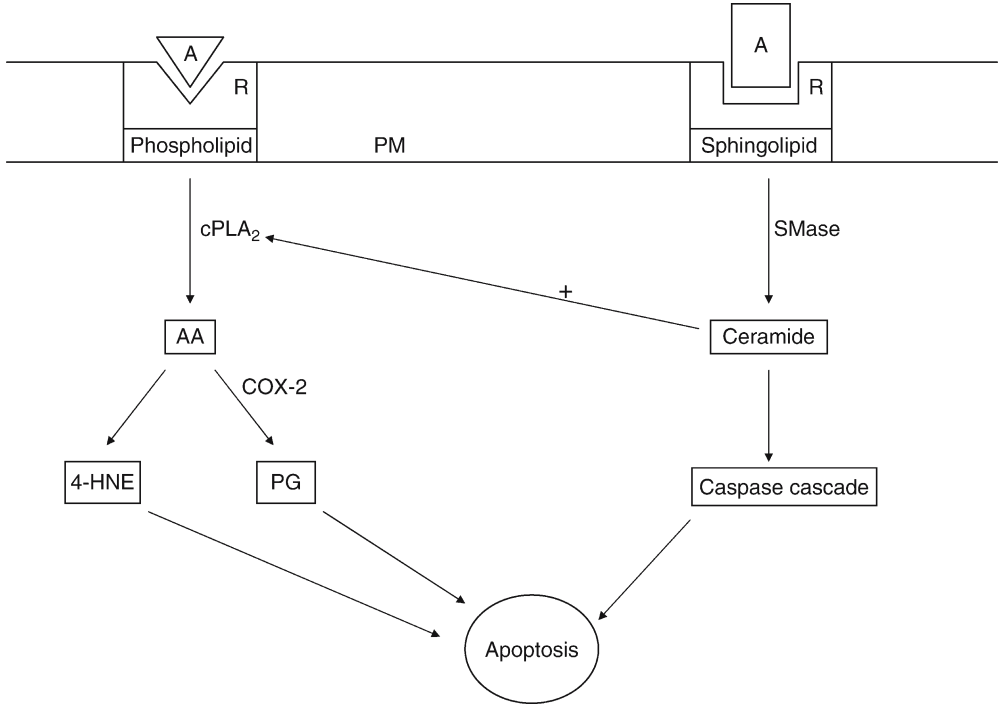 A
A
R
R
Phospholipid
PM
Sphingolipid
cPLA₂
SMase
+
AA
Ceramide
COX-2
4-HNE
PG
Caspase cascade
Apoptosis